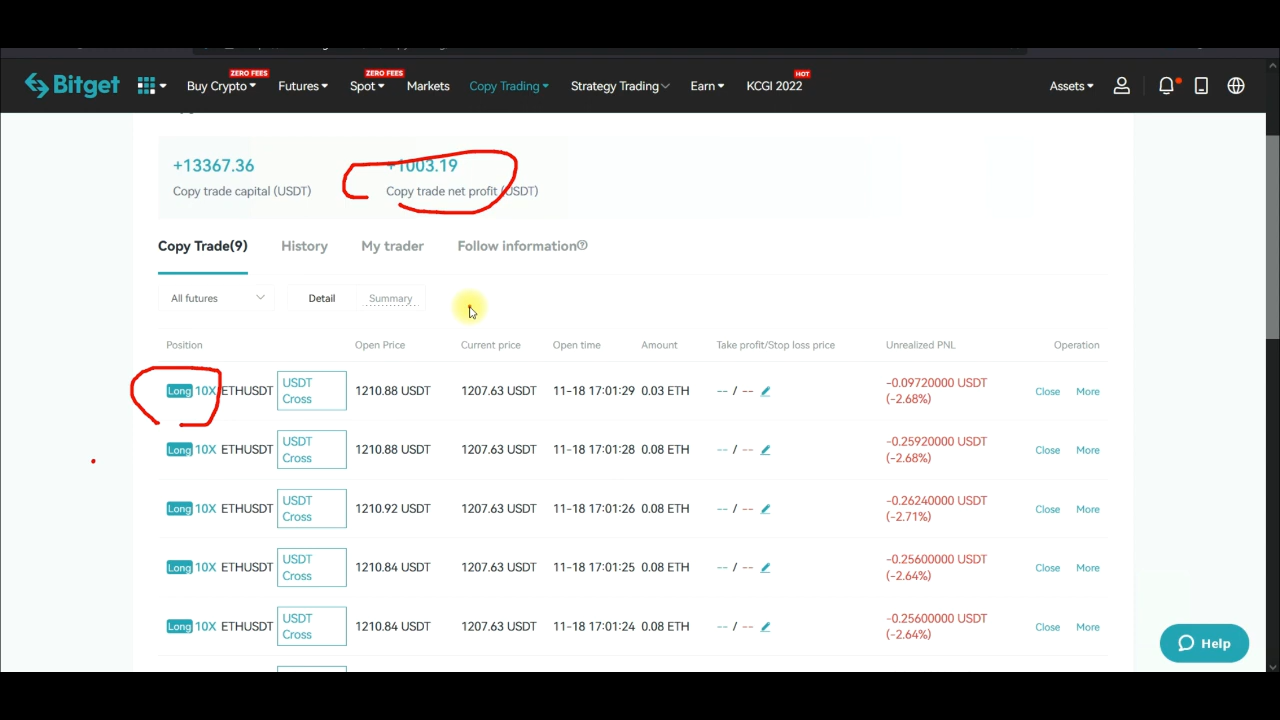 Bitget
ZERO FEES
ZERO FEES
HOT
Buy Crypto Futures Spot Markets Copy Trading Strategy Trading Earn KCGI 2022 Assets
+13367.36 +1003.19
Copy trade capital (USDT) Copy trade net profit (USDT)
Copy Trade(9) History My trader Follow information
All futures Detail Summary
Position Open Price Current price Open time Amount Take profit/Stop loss price Unrealized PNL Operation
Long 10X ETHUSDT USDT Cross 1210.88 USDT 1207.63 USDT 11-18 17:01:29 0.03 ETH -- / -- -0.09720000 USDT (-2.68%) Close More
Long 10X ETHUSDT USDT Cross 1210.88 USDT 1207.63 USDT 11-18 17:01:28 0.08 ETH -- / -- -0.25920000 USDT (-2.68%) Close More
Long 10X ETHUSDT USDT Cross 1210.92 USDT 1207.63 USDT 11-18 17:01:26 0.08 ETH -- / -- -0.26240000 USDT (-2.71%) Close More
Long 10X ETHUSDT USDT Cross 1210.84 USDT 1207.63 USDT 11-18 17:01:25 0.08 ETH -- / -- -0.25600000 USDT (-2.64%) Close More
Long 10X ETHUSDT USDT Cross 1210.84 USDT 1207.63 USDT 11-18 17:01:24 0.08 ETH -- / -- -0.25600000 USDT (-2.64%) Close More
Help